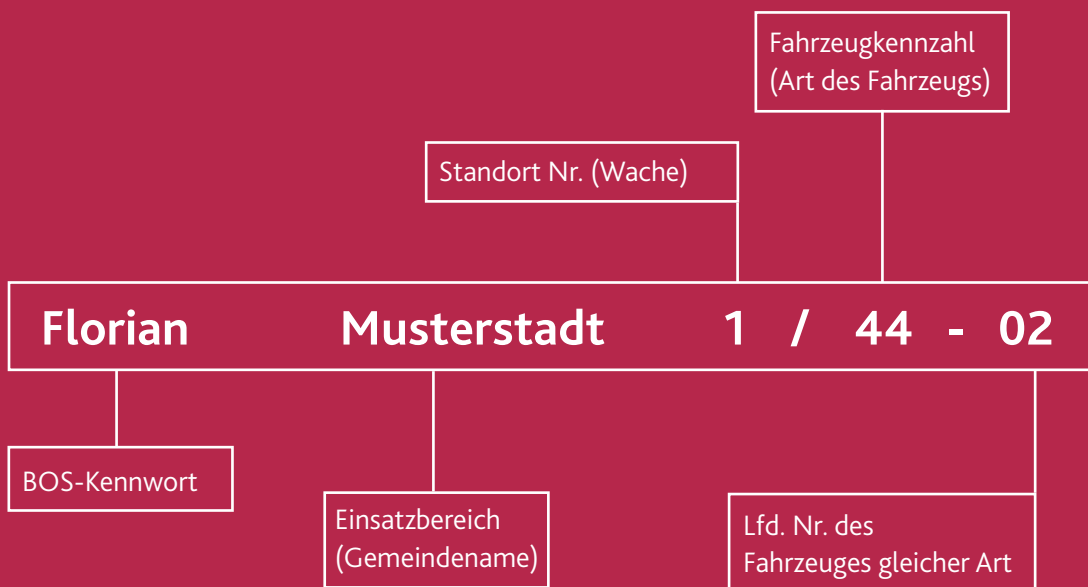 Fahrzeugkennzahl
(Art des Fahrzeugs)
Standort Nr. (Wache)
Florian Musterstadt 1 / 44 - 02
BOS-Kennwort
Einsatzbereich
(Gemeindename)
Lfd. Nr. des
Fahrzeuges gleicher Art